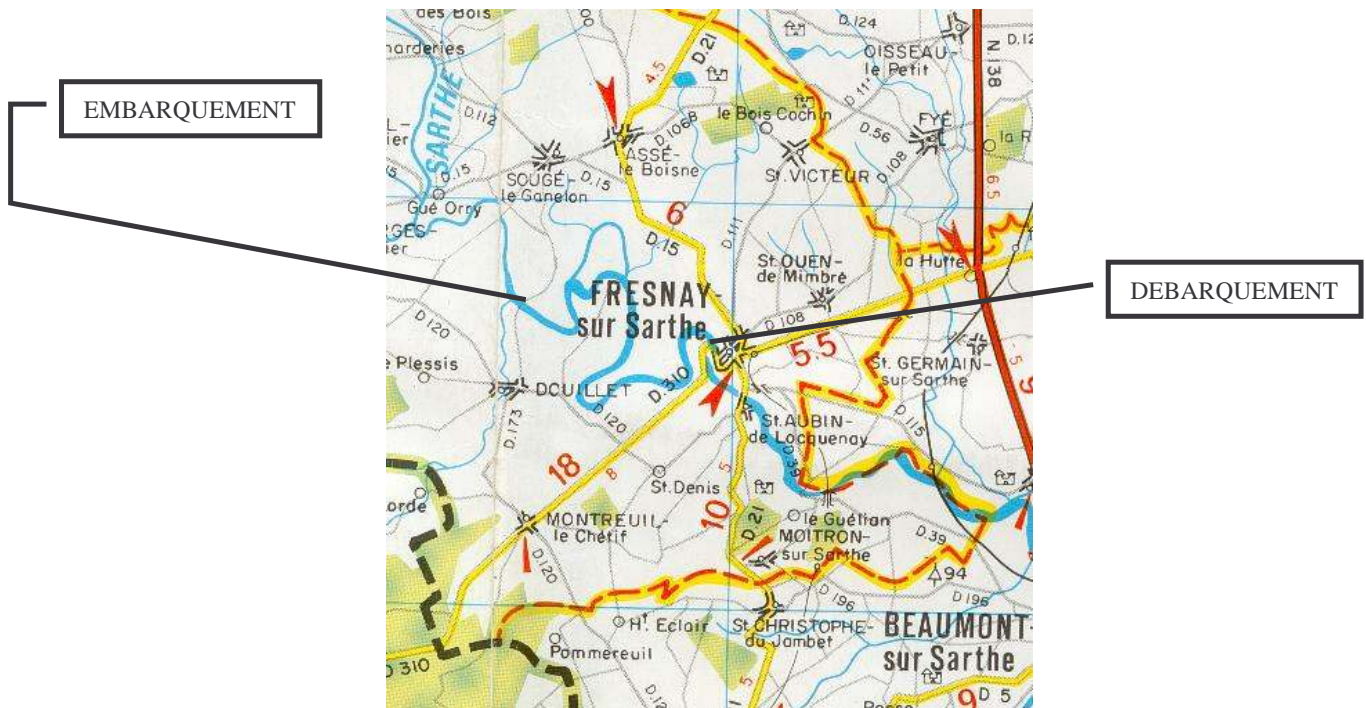 EMBARQUEMENT
DEBARQUEMENT
des Bois
D.21
D.124
N.138
OISSEAU-
le Petit
4.5
D.112
SARTHE
D.1068
le Bois Cochin
D.56
FYÉ
ASSÉ-
le Boisne
SOUGÉ-
le Ganelon
D.15
D.15
Gué Orry
St. VICTEUR
D.108
6.5
6
D.15
D.111
St. OUEN-
de Mimbré
la Hutte
FRESNAY-
sur Sarthe
D.108
5.5
D.120
Plessis
DOUILLET
D.310
St. GERMAIN-
sur Sarthe
5
9
D.173
D.120
St. AUBIN-
de Locquenay
D.115
D.39
18
8
St. Denis
5
10
D.21
le Guélian
MOITRON-
sur Sarthe
D.39
MONTREUIL-
le Chétif
D.120
94
D.196
D.196
Ht. Eclair
St. CHRISTOPHE-
du Jambet
BEAUMONT-
sur Sarthe
Pommereuil
D 310
5
9
D 5